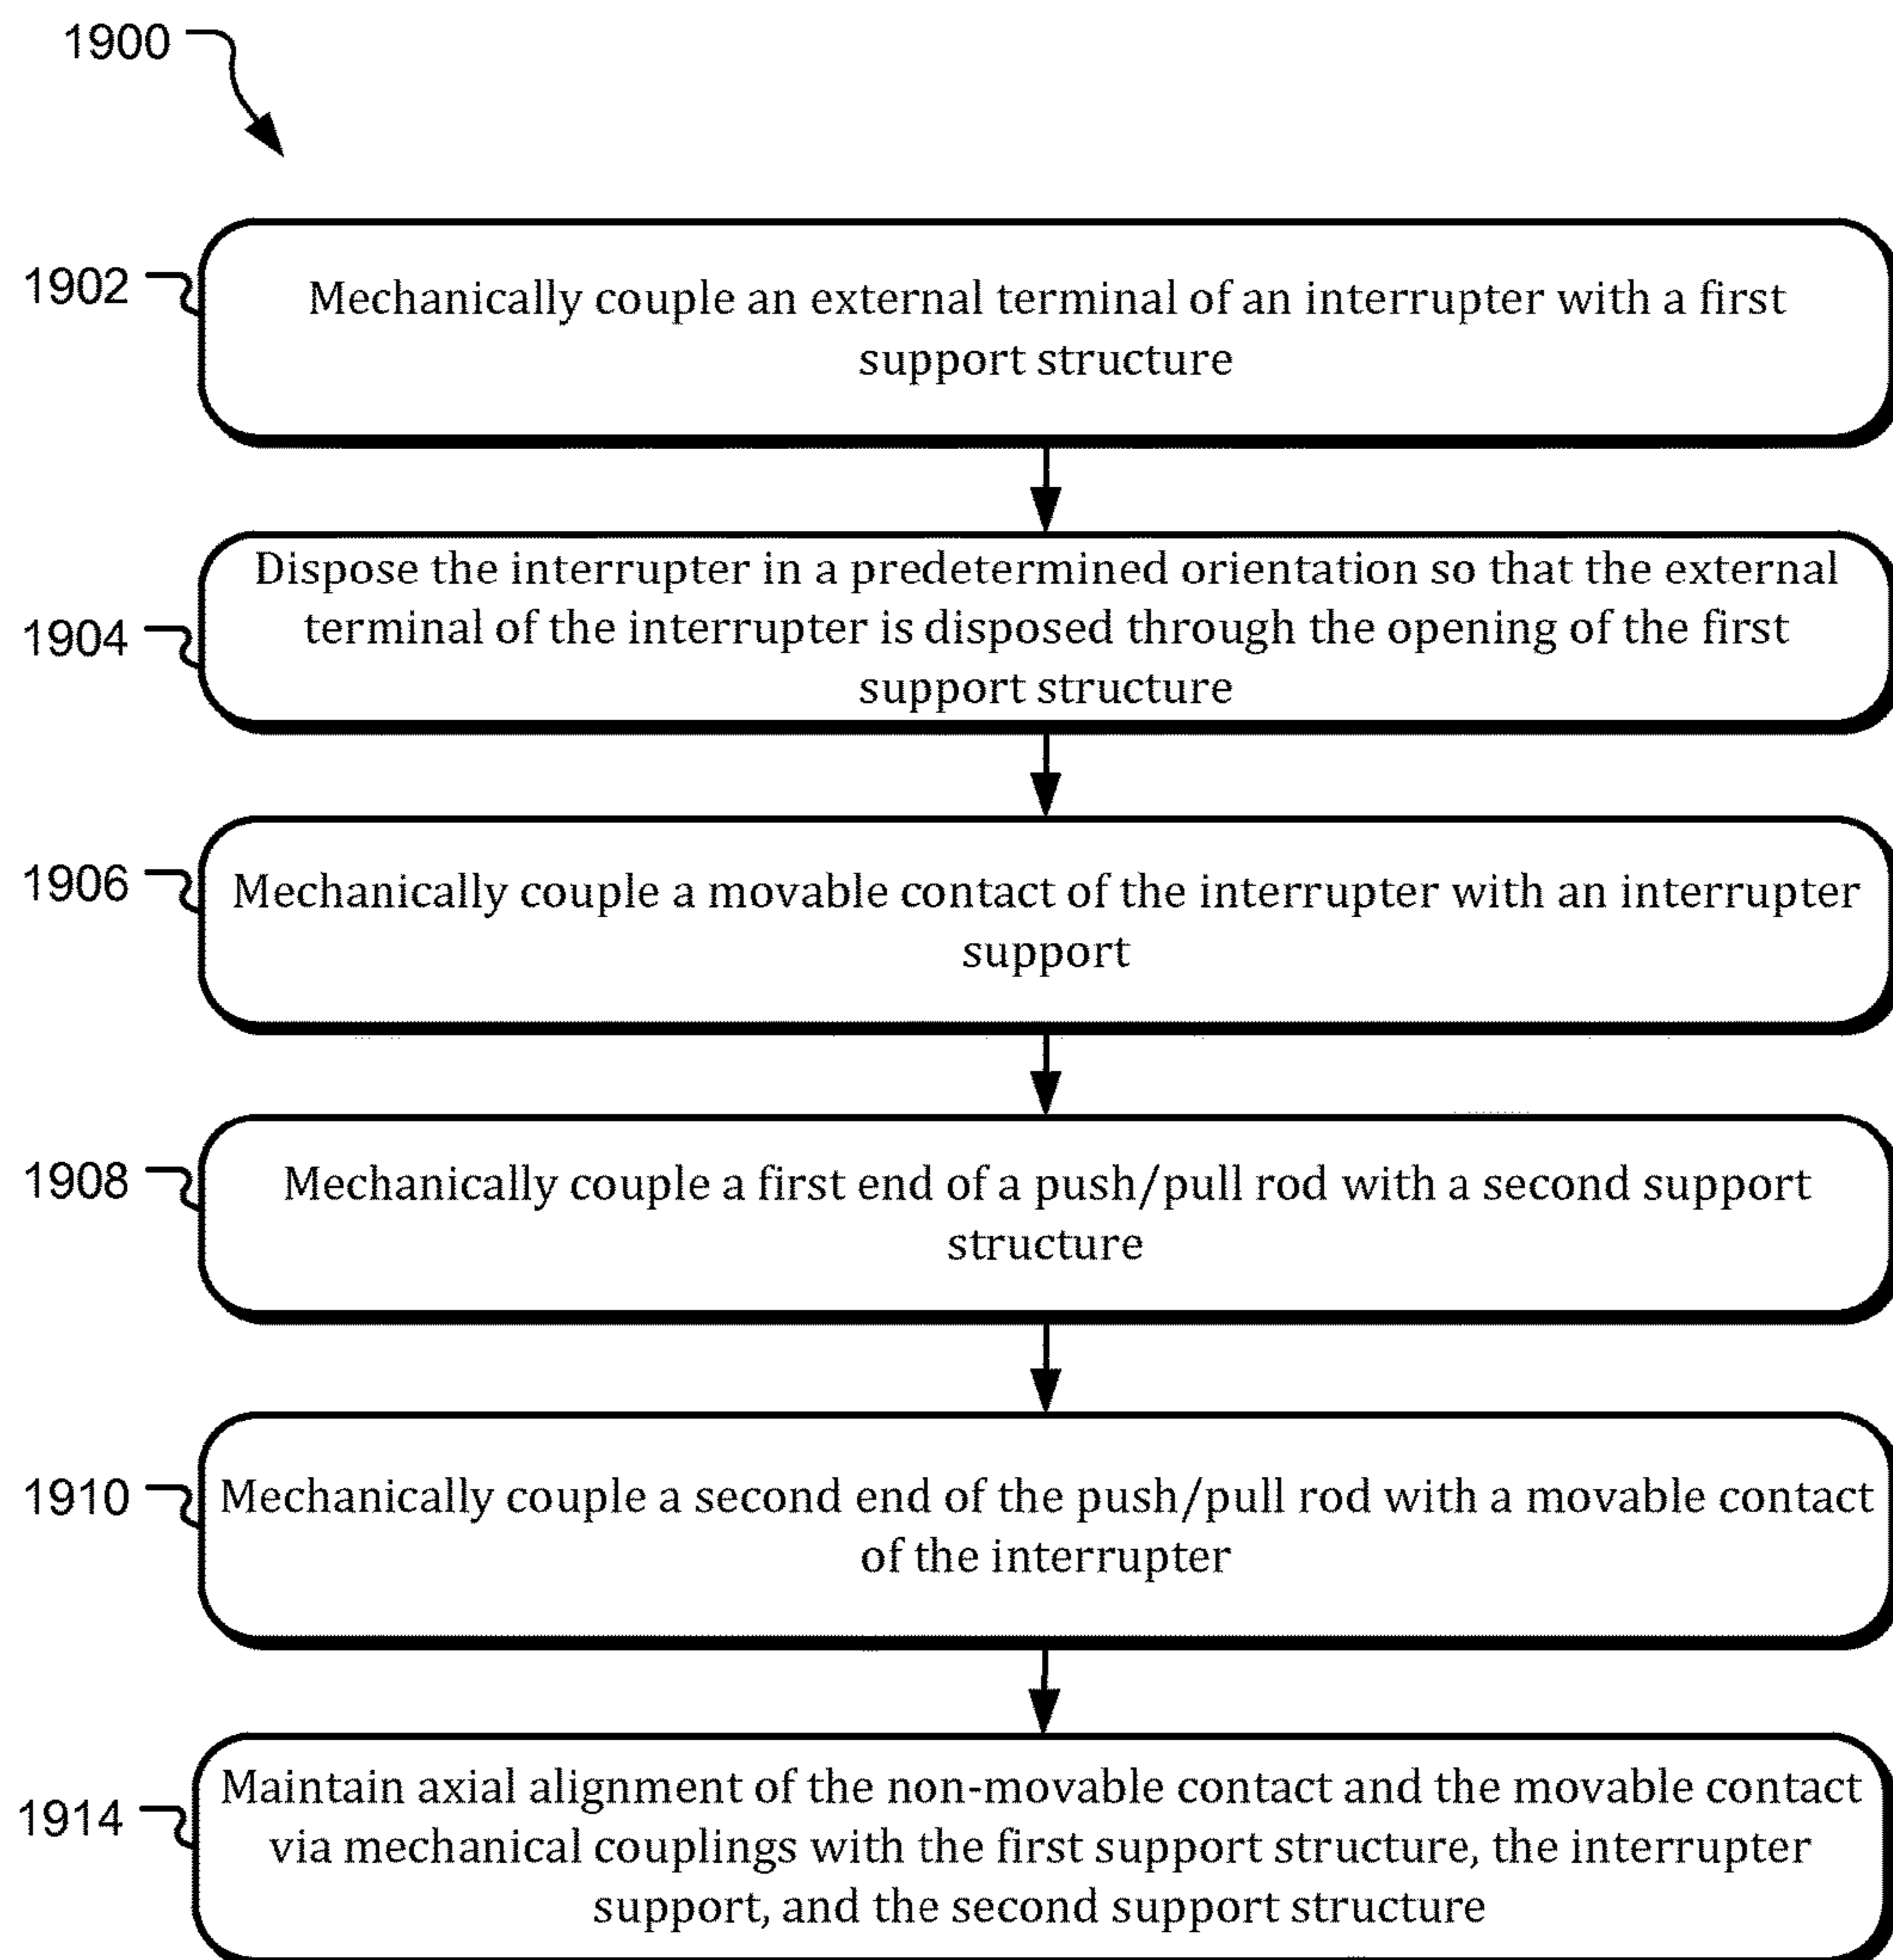 1900
1902
Mechanically couple an external terminal of an interrupter with a first
support structure
1904
Dispose the interrupter in a predetermined orientation so that the external
terminal of the interrupter is disposed through the opening of the first
support structure
1906
Mechanically couple a movable contact of the interrupter with an interrupter
support
1908
Mechanically couple a first end of a push/pull rod with a second support
structure
1910
Mechanically couple a second end of the push/pull rod with a movable contact
of the interrupter
1914
Maintain axial alignment of the non-movable contact and the movable contact
via mechanical couplings with the first support structure, the interrupter
support, and the second support structure